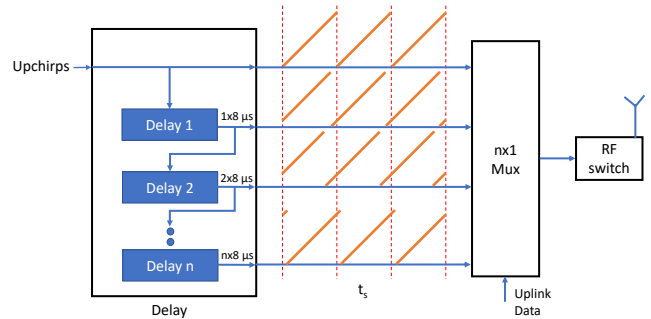 Upchirps
Delay 1
1x8 µs
Delay 2
2x8 µs
Delay n
nx8 µs
Delay
t_s
nx1
Mux
Uplink
Data
RF
switch